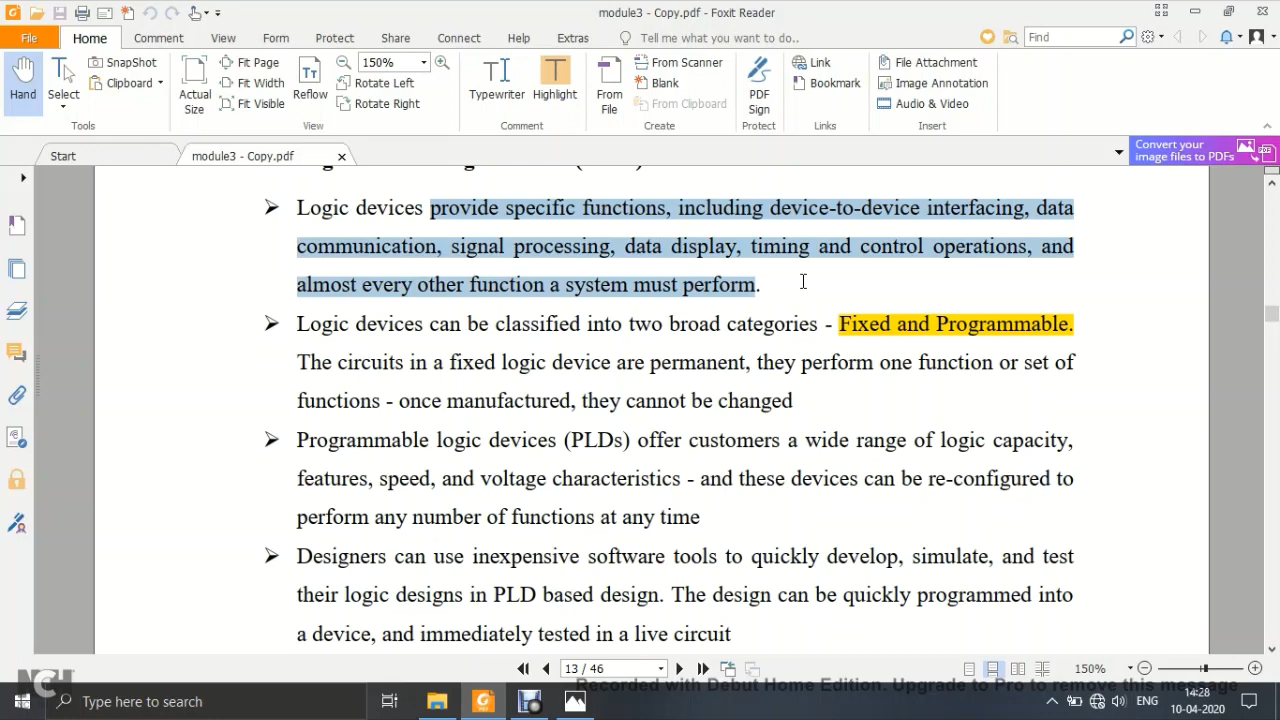 module3 - Copy.pdf - Foxit Reader
File Home Comment View Form Protect Share Connect Help Extras Tell me what you want to do.. Find
Hand
Select
SnapShot
Clipboard
Tools
Actual
Size
Fit Page
Fit Width
Fit Visible
Reflow
150%
Rotate Left
Rotate Right
View
Typewriter
Highlight
Comment
From
File
From Scanner
Blank
From Clipboard
Create
PDF
Sign
Protect
Link
Bookmark
Links
File Attachment
Image Annotation
Audio & Video
Insert
Start
module3 - Copy.pdf
Convert your
image files to PDFs
➢ Logic devices provide specific functions, including device-to-device interfacing, data
communication, signal processing, data display, timing and control operations, and
almost every other function a system must perform.
➢ Logic devices can be classified into two broad categories - Fixed and Programmable.
The circuits in a fixed logic device are permanent, they perform one function or set of
functions - once manufactured, they cannot be changed
➢ Programmable logic devices (PLDs) offer customers a wide range of logic capacity,
features, speed, and voltage characteristics - and these devices can be re-configured to
perform any number of functions at any time
➢ Designers can use inexpensive software tools to quickly develop, simulate, and test
their logic designs in PLD based design. The design can be quickly programmed into
a device, and immediately tested in a live circuit
13 / 46
150%
NCH
Recorded with Debut Home Edition. Upgrade to Pro to remove this message
Type here to search
ENG
14:28
10-04-2020